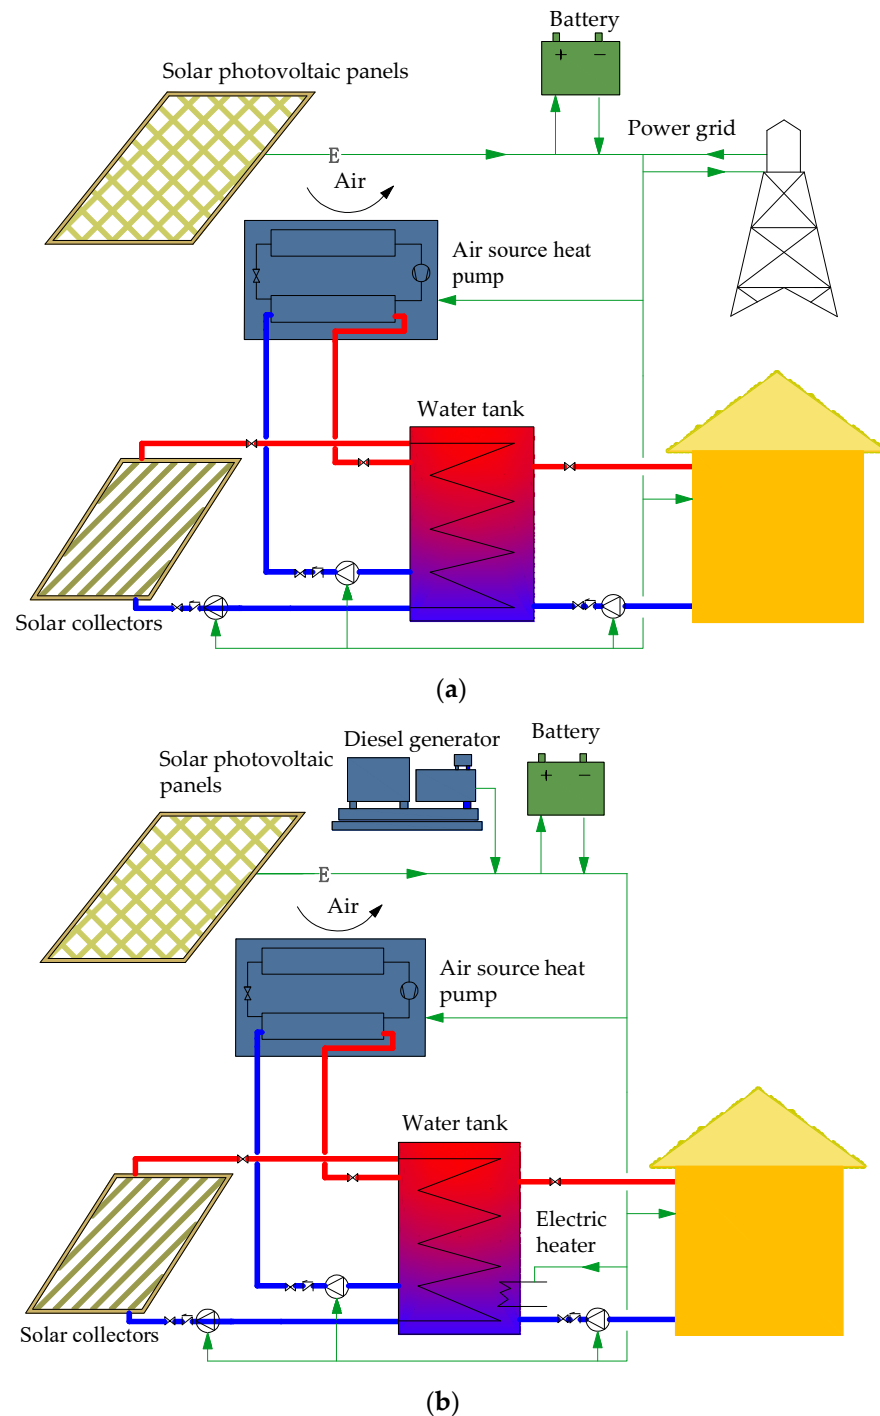 Battery
+ −
Solar photovoltaic panels
Power grid
E
Air
Air source heat
pump
Water tank
Solar collectors
(a)
Diesel generator
Battery
+ −
Solar photovoltaic
panels
E
Air
Air source heat
pump
Water tank
Electric
heater
Solar collectors
(b)